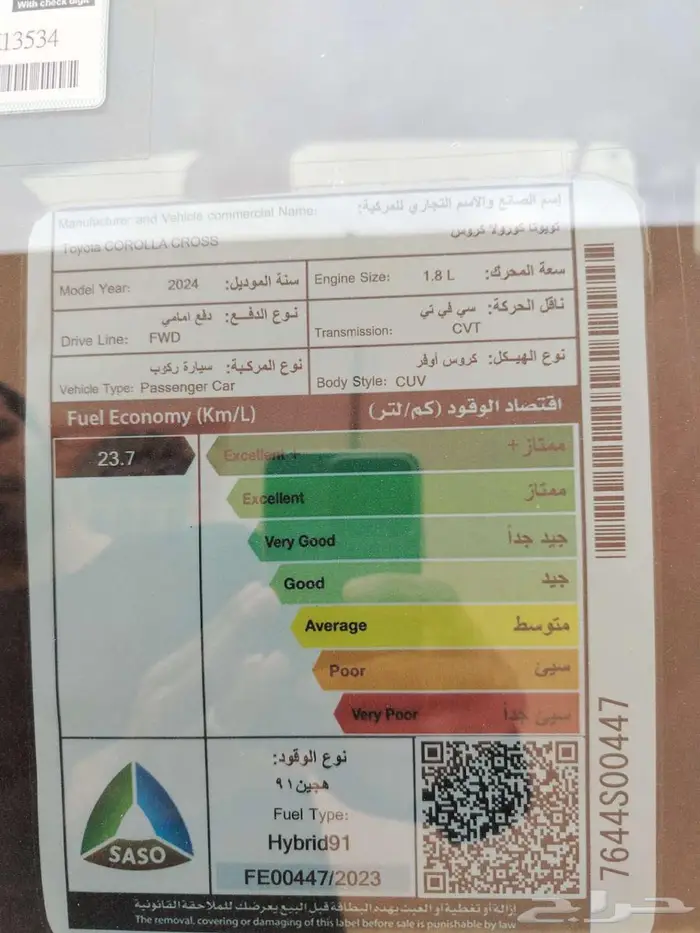 With check digit
13534
Manufacture: and Vehicle commercial Name:
إسم الصانع والاسم التجاري للمركبة:
Toyota COROLLA CROSS
تويوتا كورولا كروس
Model Year: 2024 سنة الموديل:
Engine Size: 1.8 L سعة المحرك:
نوع الدفع: دفع امامي
Drive Line: FWD
ناقل الحركة: سي في تي
Transmission: CVT
نوع المركبة: سيارة ركوب
Vehicle Type: Passenger Car
نوع الهيكل: كروس أوفر
Body Style: CUV
Fuel Economy (Km/L) اقتصاد الوقود (كم/لتر)
23.7
Excellent + ممتاز +
Excellent ممتاز
Very Good جيد جداً
Good جيد
Average متوسط
Poor سيئ
Very Poor سيئ جداً
SASO
نوع الوقود:
هجين٩١
Fuel Type:
Hybrid91
FE00447/2023
7644S00447
إزالة أو تغطية أو العبث بهذه البطاقة قبل البيع يعرضك للملاحقة القانونية
The removal, covering or damaging of this label before sale is punishable by law
حراج